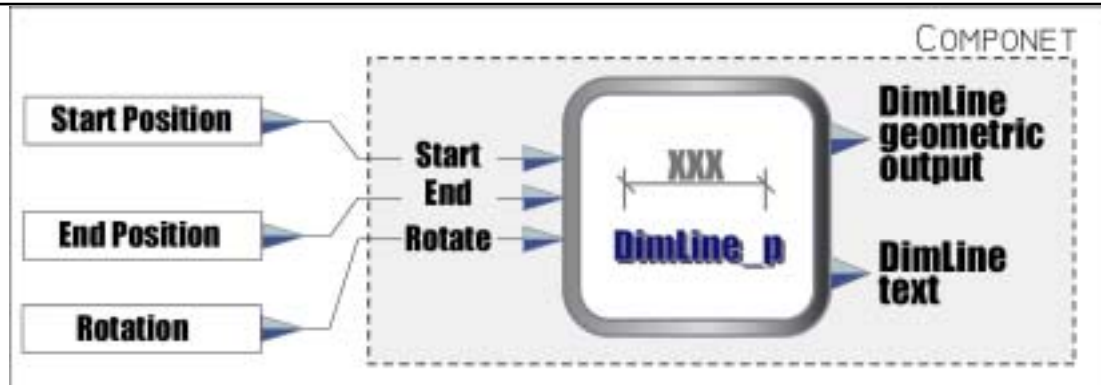 COMPONET
Start Position
End Position
Rotation
Start
End
Rotate
XXX
DimLine_p
DimLine
geometric
output
DimLine
text